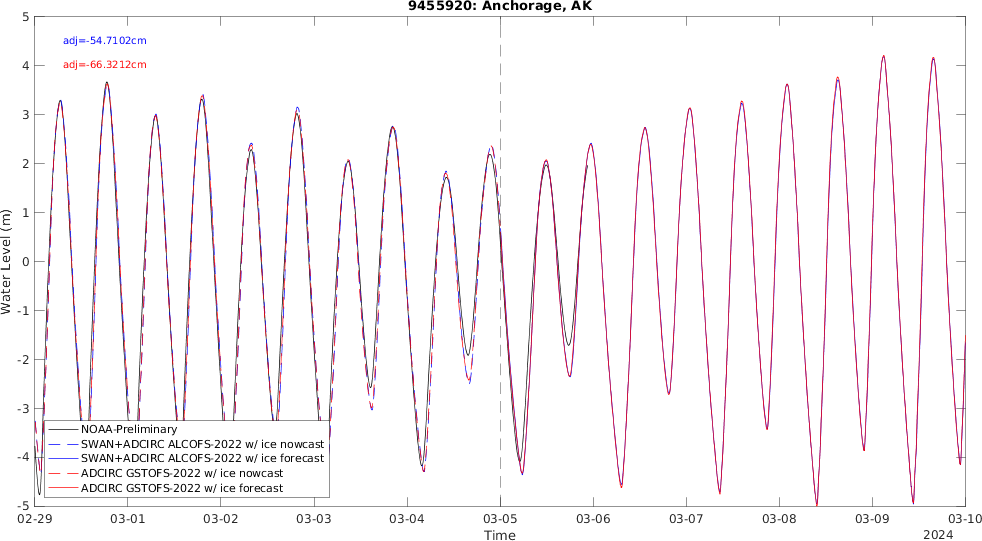 9455920: Anchorage, AK
5
adj=-54.7102cm
4
adj=-66.3212cm
3
2
1
0
-1
-2
-3
-4
-5
Water Level (m)
NOAA-Preliminary
SWAN+ADCIRC ALCOFS-2022 w/ ice nowcast
SWAN+ADCIRC ALCOFS-2022 w/ ice forecast
ADCIRC GSTOFS-2022 w/ ice nowcast
ADCIRC GSTOFS-2022 w/ ice forecast
02-29 03-01 03-02 03-03 03-04 03-05 03-06 03-07 03-08 03-09 03-10
Time
2024